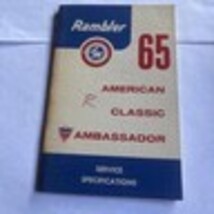 Rambler
65
AMERICAN
CLASSIC
AMBASSADOR
SERVICE
SPECIFICATIONS